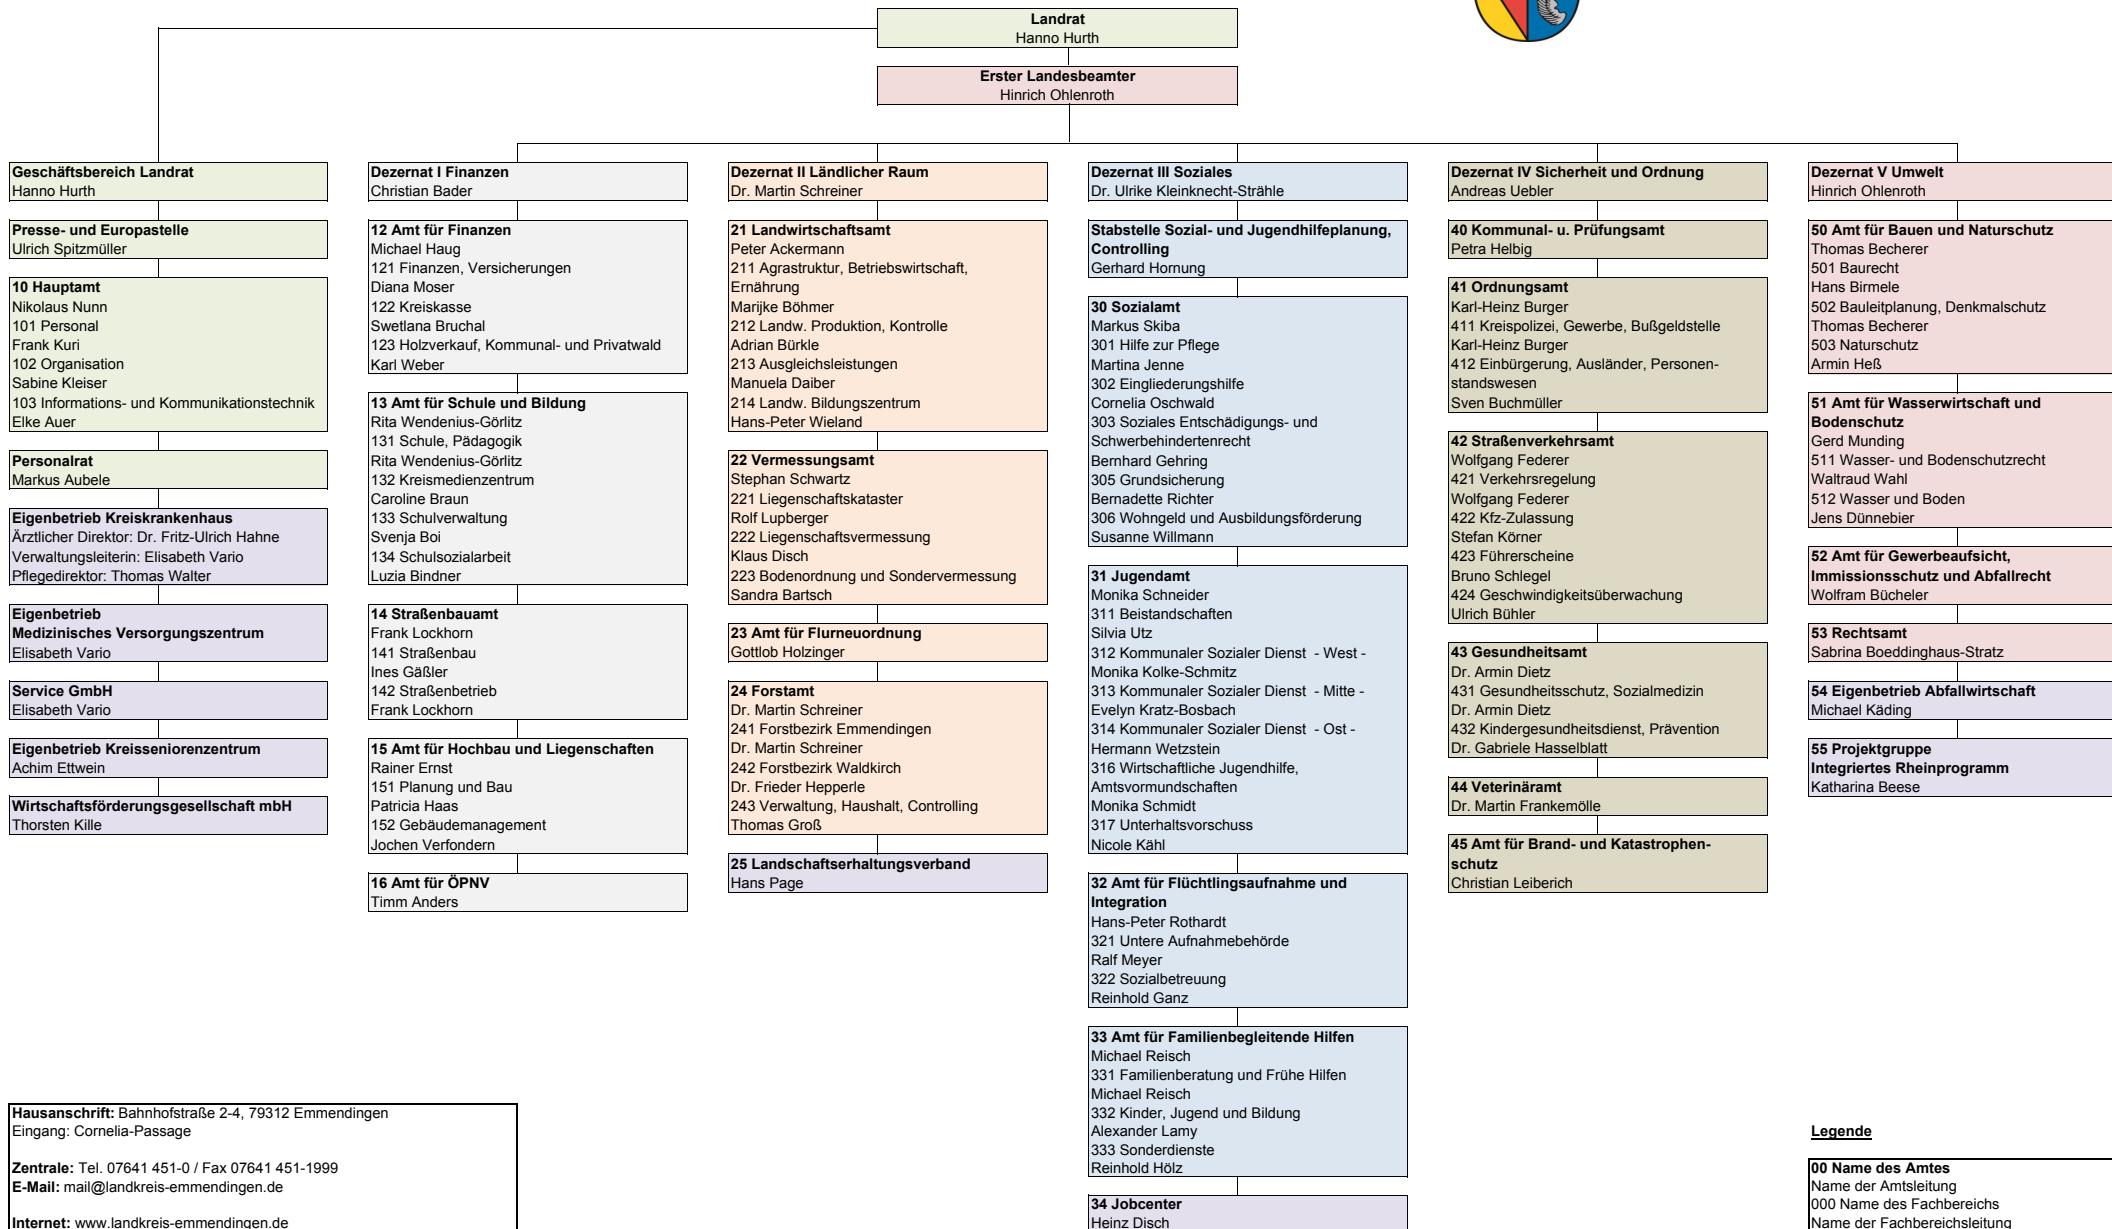 Landrat
Hanno Hurth
Erster Landesbeamter
Hinrich Ohlenroth
Geschäftsbereich Landrat
Hanno Hurth
Presse- und Europastelle
Ulrich Spitzmüller
10 Hauptamt
Nikolaus Nunn
101 Personal
Frank Kuri
102 Organisation
Sabine Kleiser
103 Informations- und Kommunikationstechnik
Elke Auer
Personalrat
Markus Aubele
Eigenbetrieb Kreiskrankenhaus
Ärztlicher Direktor: Dr. Fritz-Ulrich Hahne
Verwaltungsleiterin: Elisabeth Vario
Pflegedirektor: Thomas Walter
Eigenbetrieb
Medizinisches Versorgungszentrum
Elisabeth Vario
Service GmbH
Elisabeth Vario
Eigenbetrieb Kreisseniorenzentrum
Achim Ettwein
Wirtschaftsförderungsgesellschaft mbH
Thorsten Kille
Dezernat I Finanzen
Christian Bader
12 Amt für Finanzen
Michael Haug
121 Finanzen, Versicherungen
Diana Moser
122 Kreiskasse
Swetlana Bruchal
123 Holzverkauf, Kommunal- und Privatwald
Karl Weber
13 Amt für Schule und Bildung
Rita Wendenius-Görlitz
131 Schule, Pädagogik
Rita Wendenius-Görlitz
132 Kreismedienzentrum
Caroline Braun
133 Schulverwaltung
Svenja Boi
134 Schulsozialarbeit
Luzia Bindner
14 Straßenbauamt
Frank Lockhorn
141 Straßenbau
Ines Gäßler
142 Straßenbetrieb
Frank Lockhorn
15 Amt für Hochbau und Liegenschaften
Rainer Ernst
151 Planung und Bau
Patricia Haas
152 Gebäudemanagement
Jochen Verfondern
16 Amt für ÖPNV
Timm Anders
Dezernat II Ländlicher Raum
Dr. Martin Schreiner
21 Landwirtschaftsamt
Peter Ackermann
211 Agrastruktur, Betriebswirtschaft,
Ernährung
Marijke Böhmer
212 Landw. Produktion, Kontrolle
Adrian Bürkle
213 Ausgleichsleistungen
Manuela Daiber
214 Landw. Bildungszentrum
Hans-Peter Wieland
22 Vermessungsamt
Stephan Schwartz
221 Liegenschaftskataster
Rolf Lupberger
222 Liegenschaftsvermessung
Klaus Disch
223 Bodenordnung und Sondervermessung
Sandra Bartsch
23 Amt für Flurneuordnung
Gottlob Holzinger
24 Forstamt
Dr. Martin Schreiner
241 Forstbezirk Emmendingen
Dr. Martin Schreiner
242 Forstbezirk Waldkirch
Dr. Frieder Hepperle
243 Verwaltung, Haushalt, Controlling
Thomas Groß
25 Landschaftserhaltungsverband
Hans Page
Dezernat III Soziales
Dr. Ulrike Kleinknecht-Strähle
Stabstelle Sozial- und Jugendhilfeplanung,
Controlling
Gerhard Hornung
30 Sozialamt
Markus Skiba
301 Hilfe zur Pflege
Martina Jenne
302 Eingliederungshilfe
Cornelia Oschwald
303 Soziales Entschädigungs- und
Schwerbehindertenrecht
Bernhard Gehring
305 Grundsicherung
Bernadette Richter
306 Wohngeld und Ausbildungsförderung
Susanne Willmann
31 Jugendamt
Monika Schneider
311 Beistandschaften
Silvia Utz
312 Kommunaler Sozialer Dienst - West -
Monika Kolke-Schmitz
313 Kommunaler Sozialer Dienst - Mitte -
Evelyn Kratz-Bosbach
314 Kommunaler Sozialer Dienst - Ost -
Hermann Wetzstein
316 Wirtschaftliche Jugendhilfe,
Amtsvormundschaften
Monika Schmidt
317 Unterhaltsvorschuss
Nicole Kähl
32 Amt für Flüchtlingsaufnahme und
Integration
Hans-Peter Rothardt
321 Untere Aufnahmebehörde
Ralf Meyer
322 Sozialbetreuung
Reinhold Ganz
33 Amt für Familienbegleitende Hilfen
Michael Reisch
331 Familienberatung und Frühe Hilfen
Michael Reisch
332 Kinder, Jugend und Bildung
Alexander Lamy
333 Sonderdienste
Reinhold Hölz
34 Jobcenter
Heinz Disch
Dezernat IV Sicherheit und Ordnung
Andreas Uebler
40 Kommunal- u. Prüfungsamt
Petra Helbig
41 Ordnungsamt
Karl-Heinz Burger
411 Kreispolizei, Gewerbe, Bußgeldstelle
Karl-Heinz Burger
412 Einbürgerung, Ausländer, Personen-
standswesen
Sven Buchmüller
42 Straßenverkehrsamt
Wolfgang Federer
421 Verkehrsregelung
Wolfgang Federer
422 Kfz-Zulassung
Stefan Körner
423 Führerscheine
Bruno Schlegel
424 Geschwindigkeitsüberwachung
Ulrich Bühler
43 Gesundheitsamt
Dr. Armin Dietz
431 Gesundheitsschutz, Sozialmedizin
Dr. Armin Dietz
432 Kindergesundheitsdienst, Prävention
Dr. Gabriele Hasselblatt
44 Veterinäramt
Dr. Martin Frankemölle
45 Amt für Brand- und Katastrophen-
schutz
Christian Leiberich
Dezernat V Umwelt
Hinrich Ohlenroth
50 Amt für Bauen und Naturschutz
Thomas Becherer
501 Baurecht
Hans Birmele
502 Bauleitplanung, Denkmalschutz
Thomas Becherer
503 Naturschutz
Armin Heß
51 Amt für Wasserwirtschaft und
Bodenschutz
Gerd Munding
511 Wasser- und Bodenschutzrecht
Waltraud Wahl
512 Wasser und Boden
Jens Dünnebier
52 Amt für Gewerbeaufsicht,
Immissionsschutz und Abfallrecht
Wolfram Bücheler
53 Rechtsamt
Sabrina Boeddinghaus-Stratz
54 Eigenbetrieb Abfallwirtschaft
Michael Käding
55 Projektgruppe
Integriertes Rheinprogramm
Katharina Beese
Hausanschrift: Bahnhofstraße 2-4, 79312 Emmendingen
Eingang: Cornelia-Passage
Zentrale: Tel. 07641 451-0 / Fax 07641 451-1999
E-Mail: mail@landkreis-emmendingen.de
Internet: www.landkreis-emmendingen.de
Legende
00 Name des Amtes
Name der Amtsleitung
000 Name des Fachbereichs
Name der Fachbereichsleitung